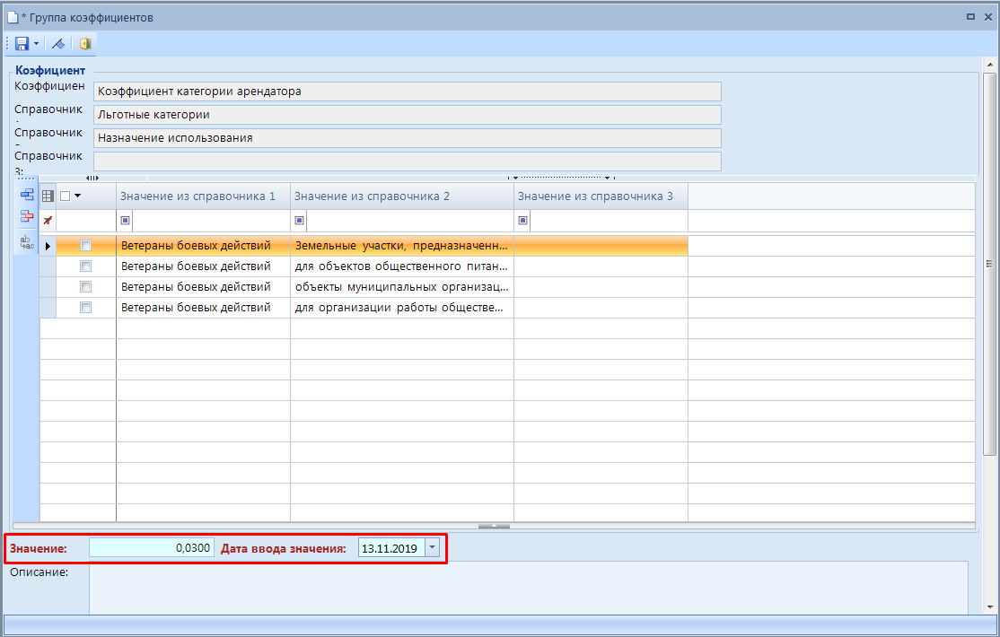 * Группа коэффициентов
Коэфициент
Коэффициен
Коэффициент категории арендатора
Справочник
Льготные категории
Справочник
Назначение использования
Справочник
3:
Значение из справочника 1 Значение из справочника 2 Значение из справочника 3
Ветераны боевых действий Земельные участки, предназначенн...
Ветераны боевых действий для объектов общественного питан...
Ветераны боевых действий объекты муниципальных организац...
Ветераны боевых действий для организации работы обществе...
ab
ac
Значение: 0,0300 Дата ввода значения: 13.11.2019
Описание: